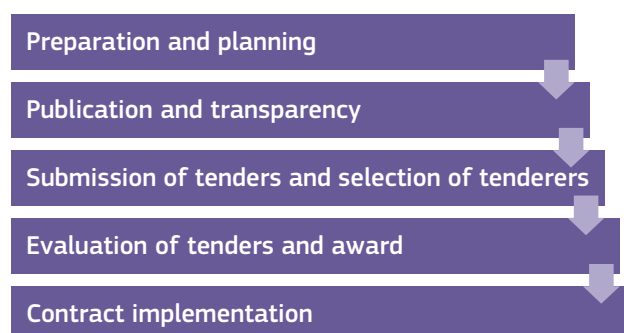 Preparation and planning
Publication and transparency
Submission of tenders and selection of tenderers
Evaluation of tenders and award
Contract implementation